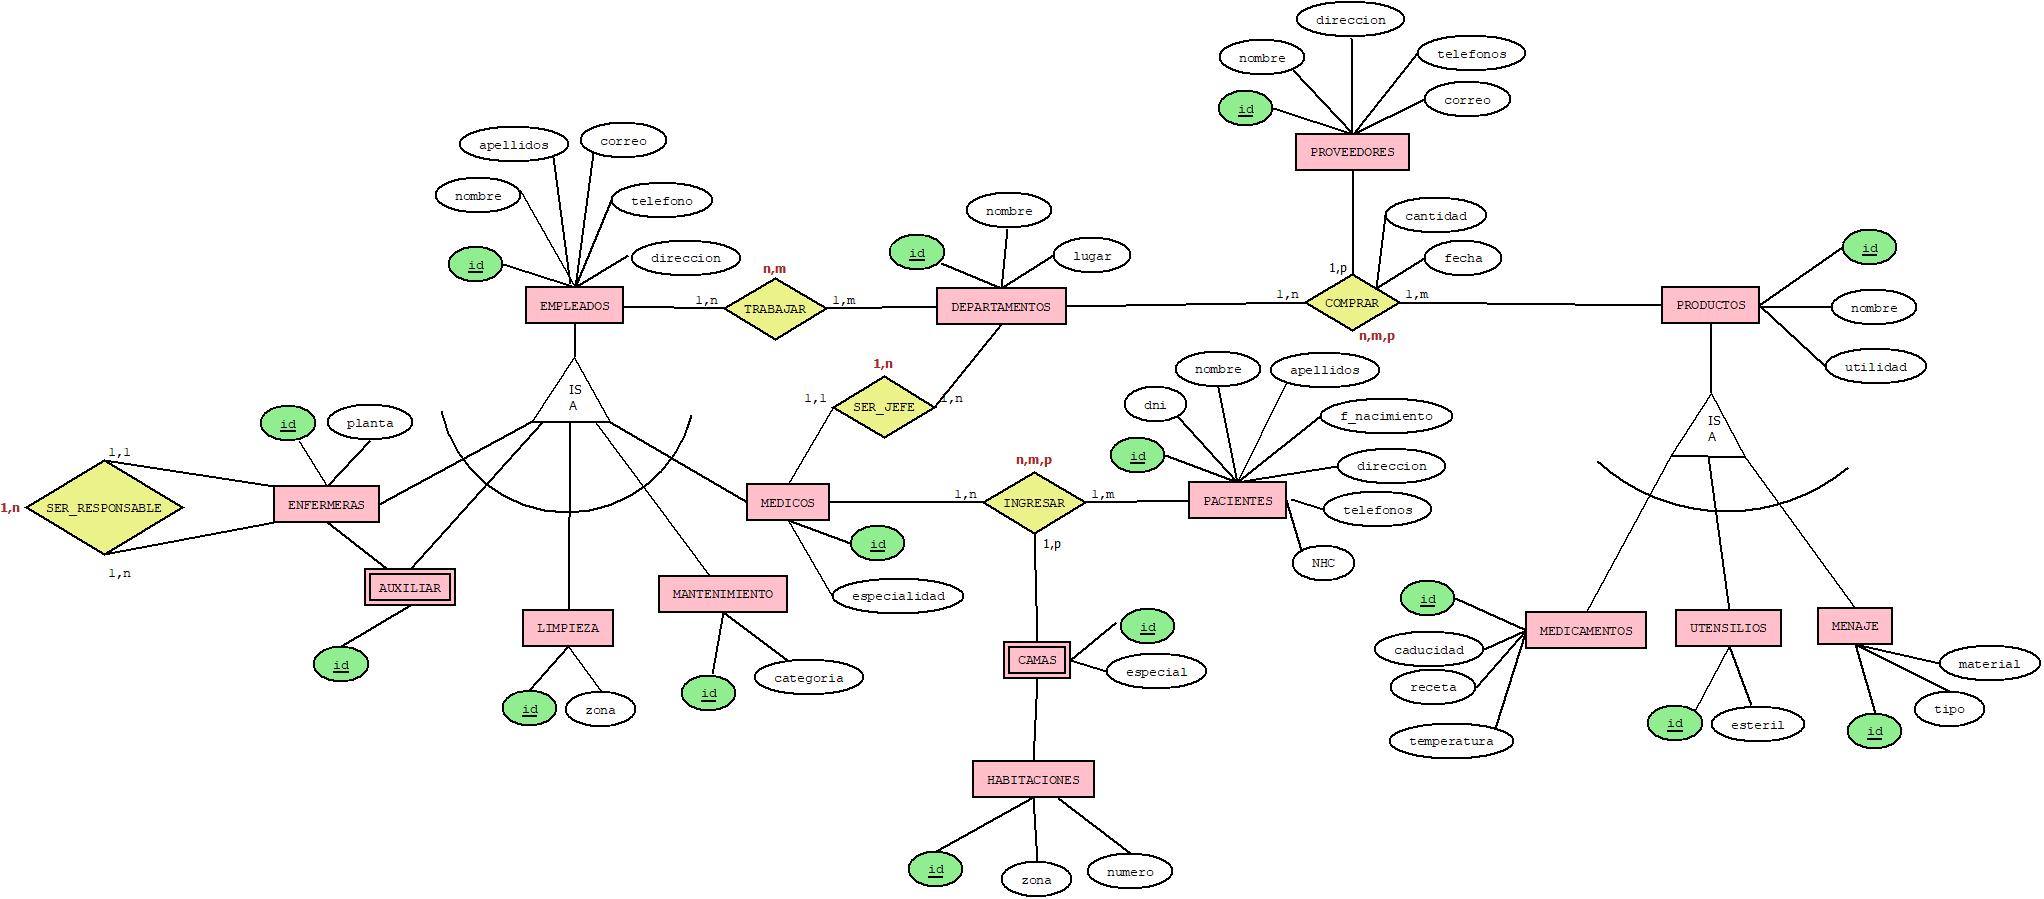 direccion
nombre
telefonos
id
correo
PROVEEDORES
apellidos
correo
nombre
telefono
id
direccion
EMPLEADOS
n,m
1,n
TRABAJAR
1,m
nombre
id
lugar
DEPARTAMENTOS
cantidad
fecha
1,p
1,n
COMPRAR
1,m
n,m,p
id
nombre
utilidad
PRODUCTOS
IS
A
1,n
1,1
SER_JEFE
1,n
nombre
apellidos
dni
f_nacimiento
id
direccion
telefonos
NHC
PACIENTES
IS
A
id
planta
1,1
1,n
SER_RESPONSABLE
1,n
ENFERMERAS
MEDICOS
n,m,p
1,n
INGRESAR
1,m
1,p
id
especialidad
AUXILIAR
id
LIMPIEZA
id
zona
MANTENIMIENTO
id
categoria
CAMAS
id
especial
HABITACIONES
id
zona
numero
id
caducidad
receta
temperatura
MEDICAMENTOS
UTENSILIOS
id
esteril
MENAJE
material
tipo
id